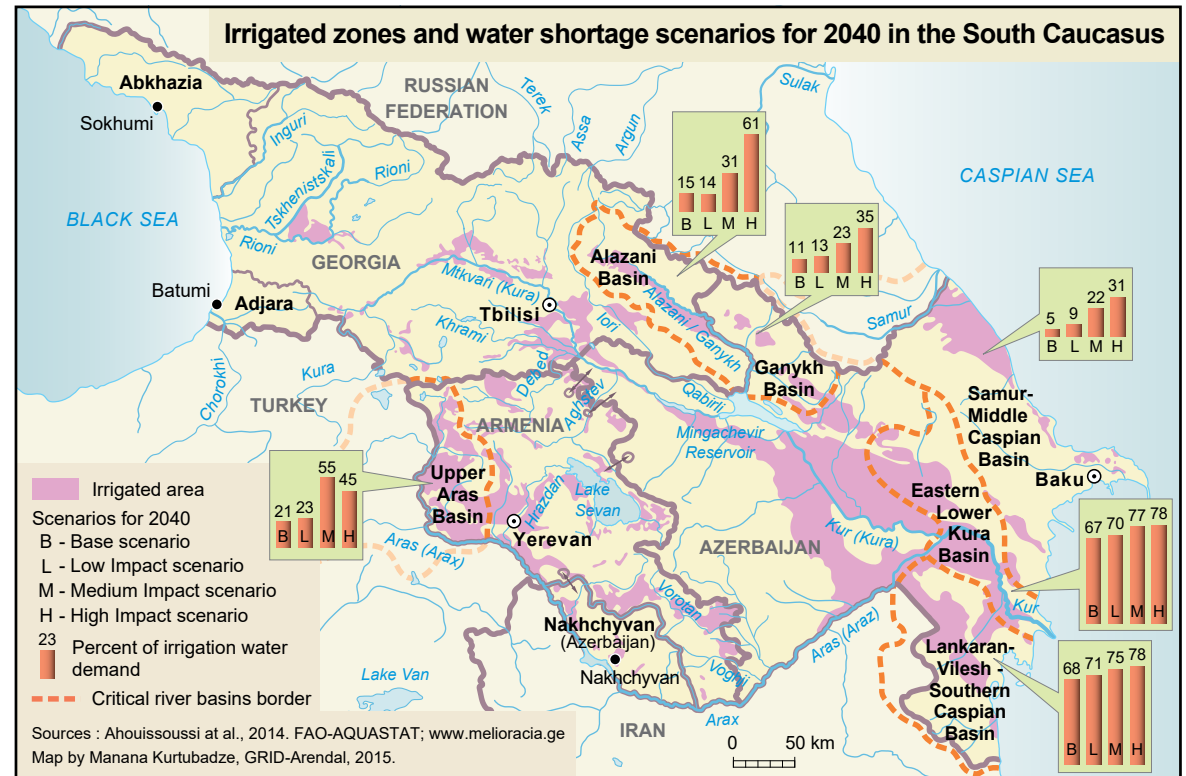 Irrigated zones and water shortage scenarios for 2040 in the South Caucasus
Abkhazia
Sokhumi
RUSSIAN
FEDERATION
Terek
Assa
Argun
Sulak
Inguri
Tskhenistskali
Rioni
BLACK SEA
Rioni
GEORGIA
CASPIAN SEA
61
31
15
14
B L M H
35
23
11
13
B L M H
31
22
5
9
B L M H
Alazani
Basin
Mtkvari (Kura)
Batumi
Adjara
Tbilisi
Iori
Alazani / Ganykh
Samur
Khrami
Debed
Aghstev
Kura
Chorokhi
TURKEY
ARMENIA
Qabirli
Ganykh
Basin
Mingachevir
Reservoir
Samur-
Middle
Caspian
Basin
Baku
55
45
21
23
B L M H
Upper
Aras
Basin
Hrazdan
Lake
Sevan
Yerevan
Aras (Arax)
Eastern
Lower
Kura
Basin
Kur (Kura)
AZERBAIJAN
67 70 77 78
B L M H
Kur
Vorotan
Aras (Araz)
Nakhchyvan
(Azerbaijan)
Nakhchyvan
Voghji
Lankaran-
Vilesh -
Southern
Caspian
Basin
68 71 75 78
B L M H
Lake Van
Arax
IRAN
0 50 km
Irrigated area
Scenarios for 2040
B - Base scenario
L - Low Impact scenario
M - Medium Impact scenario
H - High Impact scenario
23
Percent of irrigation water
demand
Critical river basins border
Sources : Ahouissoussi at al., 2014. FAO-AQUASTAT; www.melioracia.ge
Map by Manana Kurtubadze, GRID-Arendal, 2015.